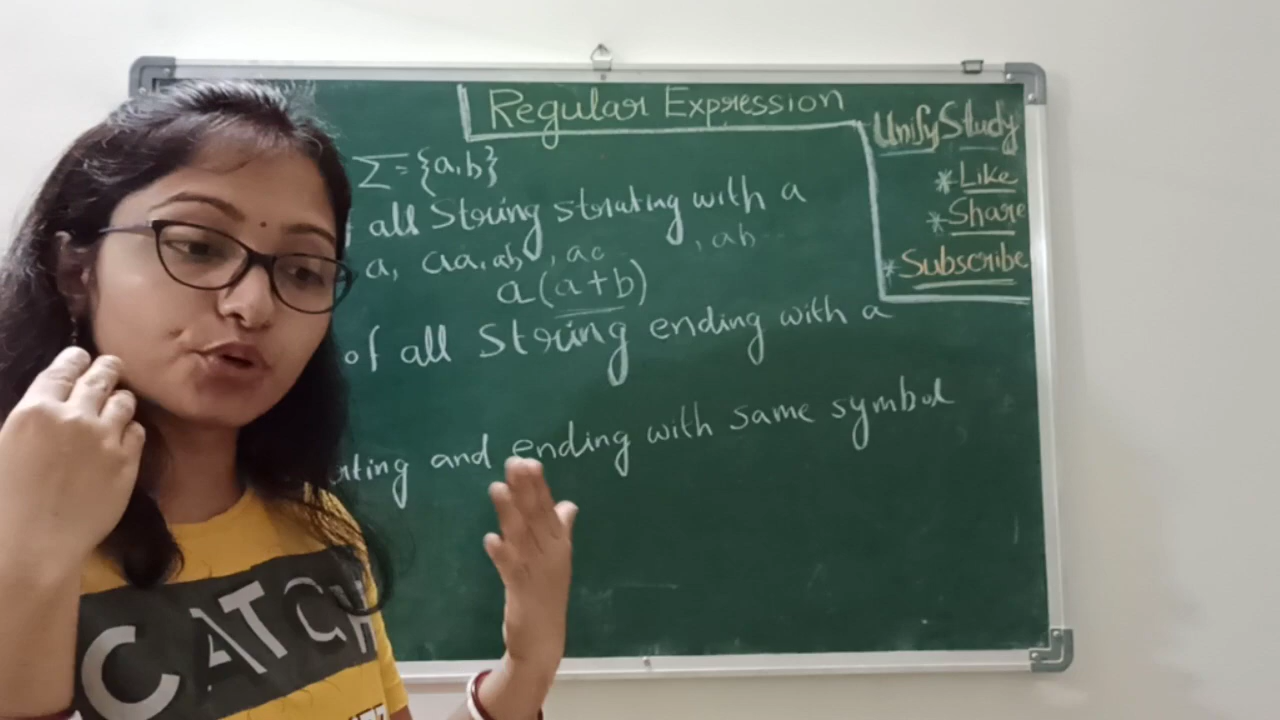 Regular Expression
Σ={a,b}
all String strating with a
a, aa, ab, ac , ab
a(a+b)
of all String ending with a
rting and ending with same symbol
UnifyStudy
* Like
* Share
* Subscribe
CATCH